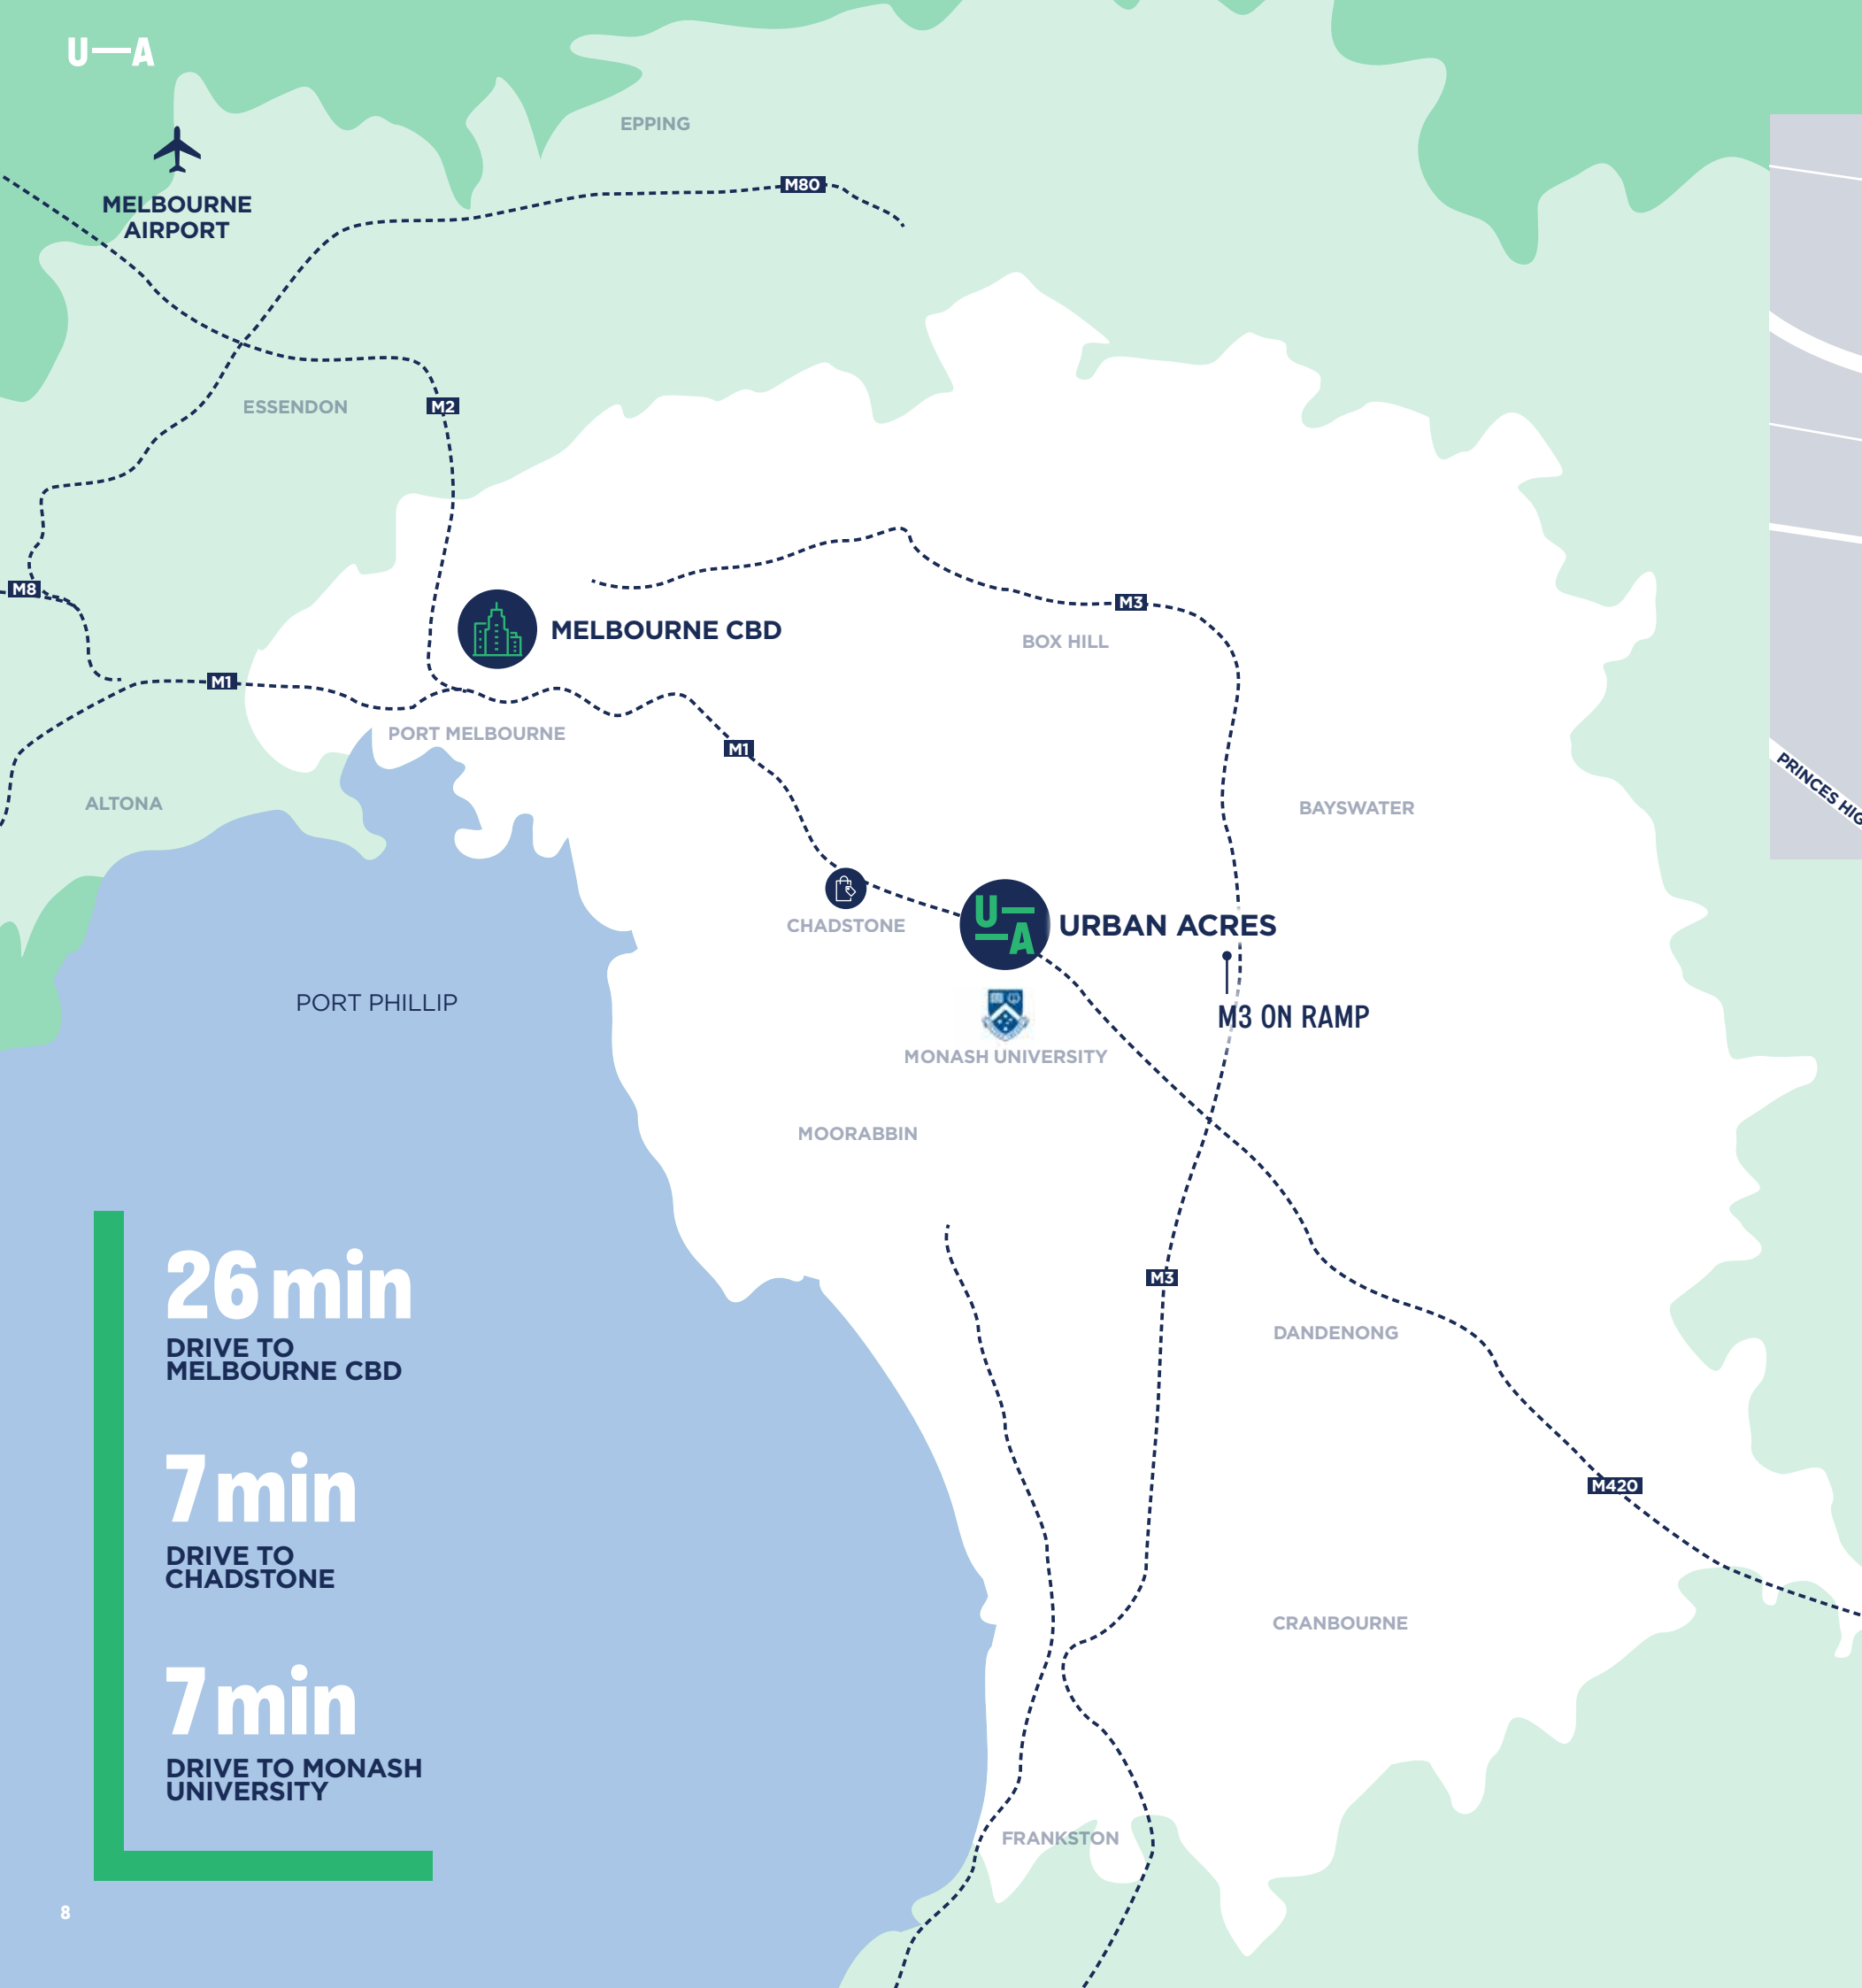 U—A
EPPING
M80
MELBOURNE
AIRPORT
ESSENDON
M2
M8
M3
MELBOURNE CBD
BOX HILL
M1
PORT MELBOURNE
M1
PRINCES HIG
ALTONA
BAYSWATER
CHADSTONE
U—
—A
URBAN ACRES
PORT PHILLIP
M3 ON RAMP
MONASH UNIVERSITY
MOORABBIN
M3
DANDENONG
26 min
DRIVE TO
MELBOURNE CBD
M420
7 min
DRIVE TO
CHADSTONE
CRANBOURNE
7 min
DRIVE TO MONASH
UNIVERSITY
FRANKSTON
8